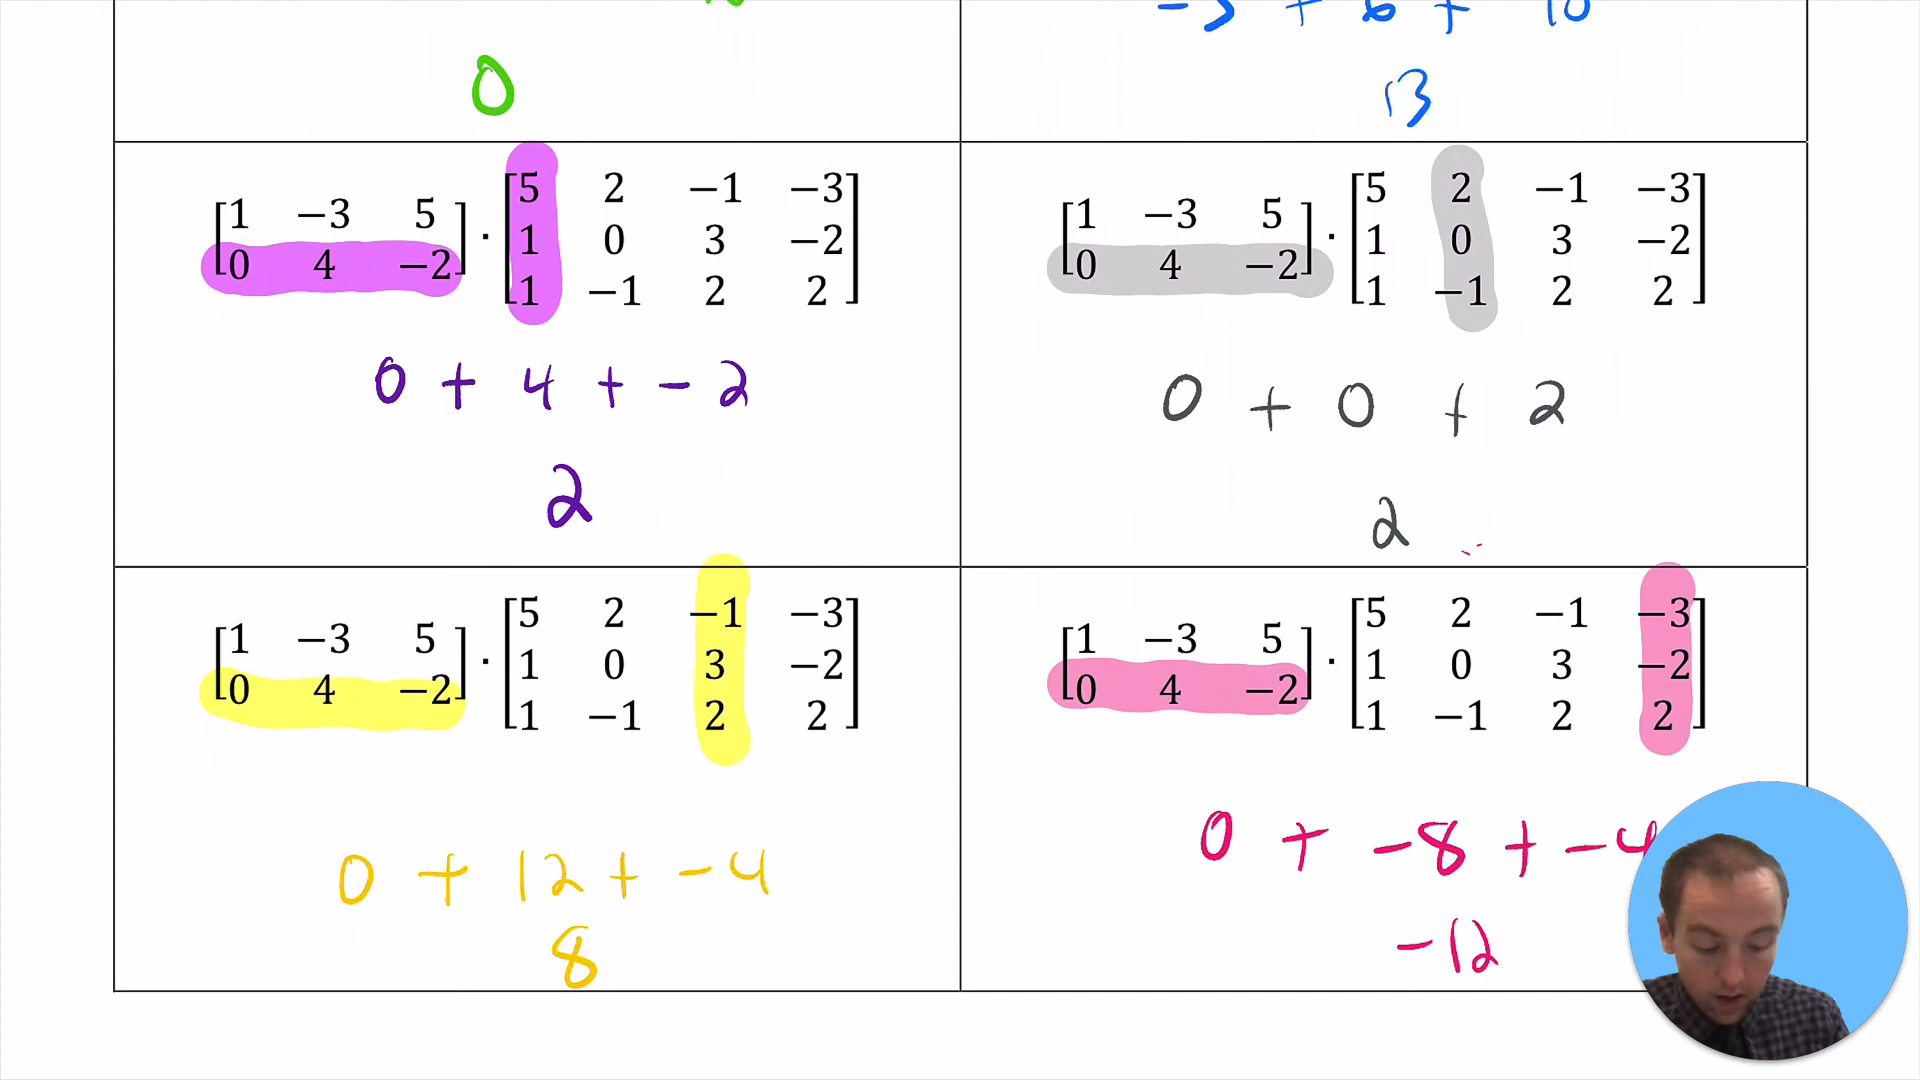 -3 + 6 + 10
0
13
[1 −3 5
0 4 −2] · [5 2 −1 −3
1 0 3 −2
1 −1 2 2]
0 + 4 + -2
2
[1 −3 5
0 4 −2] · [5 2 −1 −3
1 0 3 −2
1 −1 2 2]
0 + 0 + 2
2
[1 −3 5
0 4 −2] · [5 2 −1 −3
1 0 3 −2
1 −1 2 2]
0 + 12 + -4
8
[1 −3 5
0 4 −2] · [5 2 −1 −3
1 0 3 −2
1 −1 2 2]
0 + -8 + -4
-12